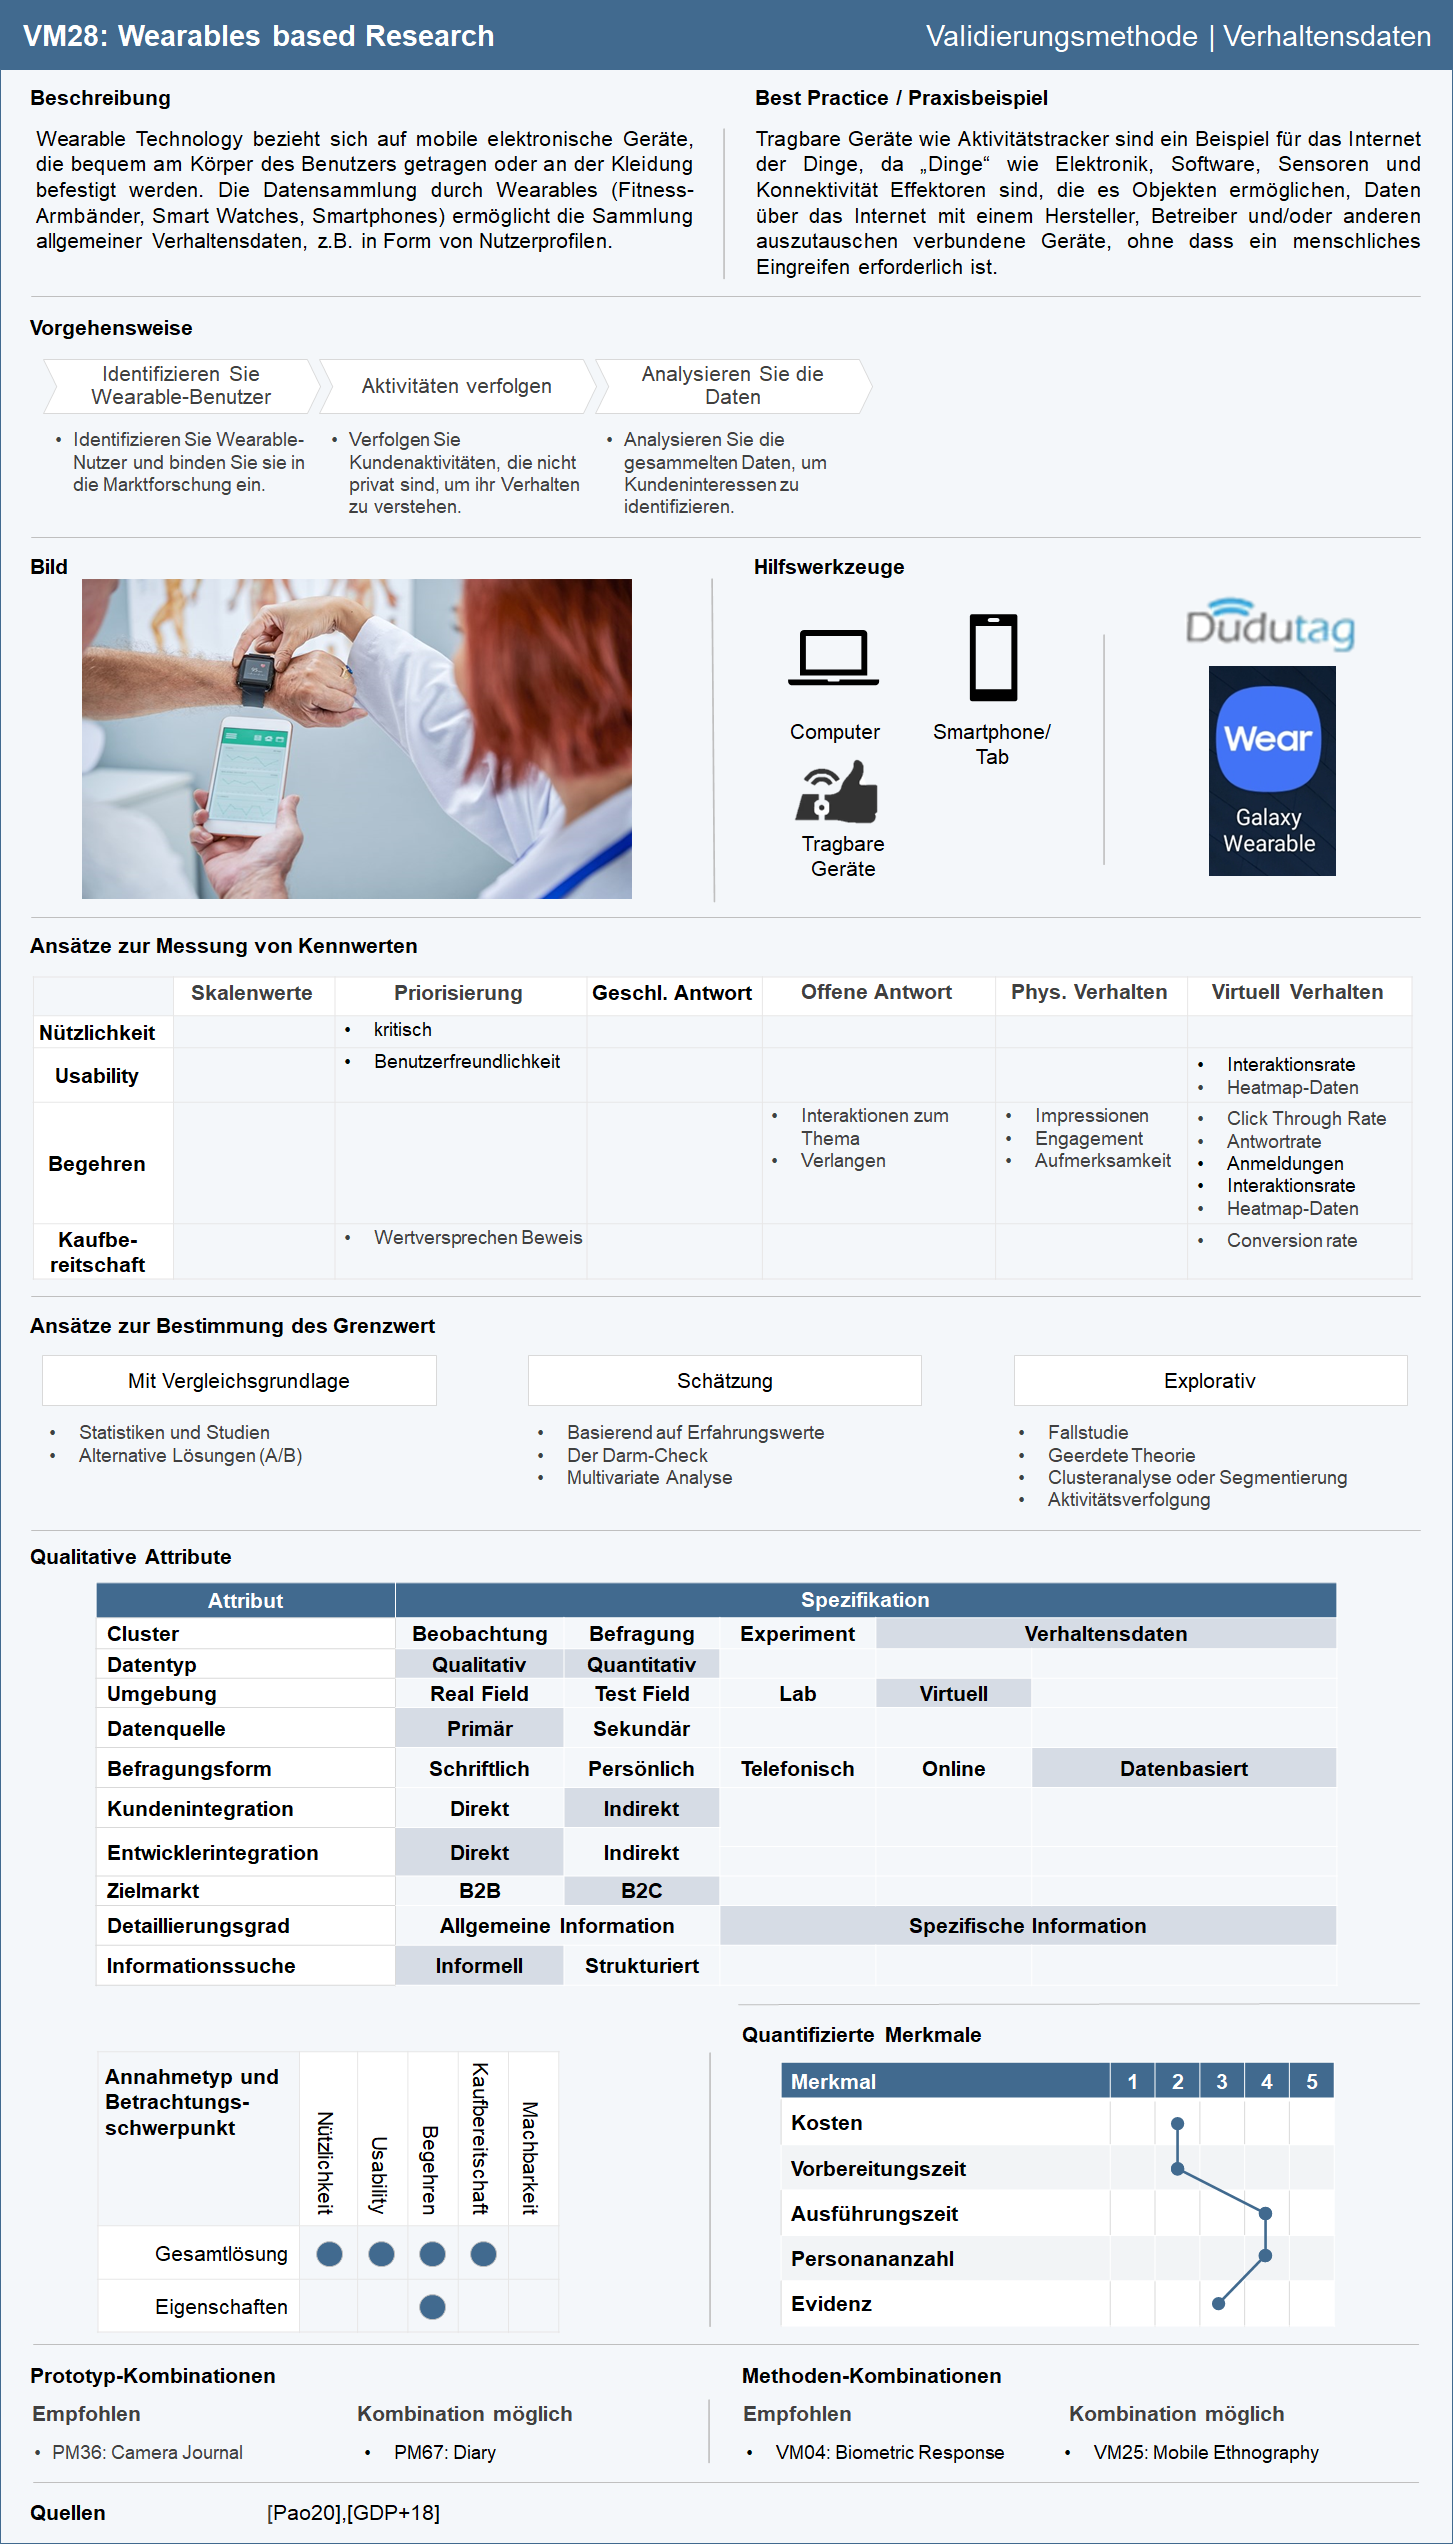 VM28: Wearables based Research
Validierungsmethode | Verhaltensdaten
Beschreibung
Wearable Technology bezieht sich auf mobile elektronische Geräte,
die bequem am Körper des Benutzers getragen oder an der Kleidung
befestigt werden. Die Datensammlung durch Wearables (Fitness-
Armbänder, Smart Watches, Smartphones) ermöglicht die Sammlung
allgemeiner Verhaltensdaten, z.B. in Form von Nutzerprofilen.
Best Practice / Praxisbeispiel
Tragbare Geräte wie Aktivitätstracker sind ein Beispiel für das Internet
der Dinge, da „Dinge“ wie Elektronik, Software, Sensoren und
Konnektivität Effektoren sind, die es Objekten ermöglichen, Daten
über das Internet mit einem Hersteller, Betreiber und/oder anderen
auszutauschen verbundene Geräte, ohne dass ein menschliches
Eingreifen erforderlich ist.
Vorgehensweise
Identifizieren Sie
Wearable-Benutzer
• Identifizieren Sie Wearable-
Nutzer und binden Sie sie in
die Marktforschung ein.
Aktivitäten verfolgen
• Verfolgen Sie
Kundenaktivitäten, die nicht
privat sind, um ihr Verhalten
zu verstehen.
Analysieren Sie die
Daten
• Analysieren Sie die
gesammelten Daten, um
Kundeninteressen zu
identifizieren.
Bild
Hilfswerkzeuge
Computer
Smartphone/
Tab
Tragbare
Geräte
Dudutag
Wear
Galaxy
Wearable
Ansätze zur Messung von Kennwerten
Skalenwerte Priorisierung Geschl. Antwort Offene Antwort Phys. Verhalten Virtuell Verhalten
Nützlichkeit
• kritisch
Usability
• Benutzerfreundlichkeit
• Interaktionsrate
• Heatmap-Daten
Begehren
• Interaktionen zum
Thema
• Verlangen
• Impressionen
• Engagement
• Aufmerksamkeit
• Click Through Rate
• Antwortrate
• Anmeldungen
• Interaktionsrate
• Heatmap-Daten
Kaufbe-
reitschaft
• Wertversprechen Beweis
• Conversion rate
Ansätze zur Bestimmung des Grenzwert
Mit Vergleichsgrundlage
• Statistiken und Studien
• Alternative Lösungen (A/B)
Schätzung
• Basierend auf Erfahrungswerte
• Der Darm-Check
• Multivariate Analyse
Explorativ
• Fallstudie
• Geerdete Theorie
• Clusteranalyse oder Segmentierung
• Aktivitätsverfolgung
Qualitative Attribute
Attribut Spezifikation
Cluster Beobachtung Befragung Experiment Verhaltensdaten
Datentyp Qualitativ Quantitativ
Umgebung Real Field Test Field Lab Virtuell
Datenquelle Primär Sekundär
Befragungsform Schriftlich Persönlich Telefonisch Online Datenbasiert
Kundenintegration Direkt Indirekt
Entwicklerintegration Direkt Indirekt
Zielmarkt B2B B2C
Detaillierungsgrad Allgemeine Information Spezifische Information
Informationssuche Informell Strukturiert
Annahmetyp und
Betrachtungs-
schwerpunkt
Nützlichkeit
Usability
Begehren
Kaufbereitschaft
Machbarkeit
Gesamtlösung
Eigenschaften
Quantifizierte Merkmale
Merkmal 1 2 3 4 5
Kosten
Vorbereitungszeit
Ausführungszeit
Personananzahl
Evidenz
Prototyp-Kombinationen
Empfohlen
• PM36: Camera Journal
Kombination möglich
• PM67: Diary
Methoden-Kombinationen
Empfohlen
• VM04: Biometric Response
Kombination möglich
• VM25: Mobile Ethnography
Quellen
[Pao20],[GDP+18]